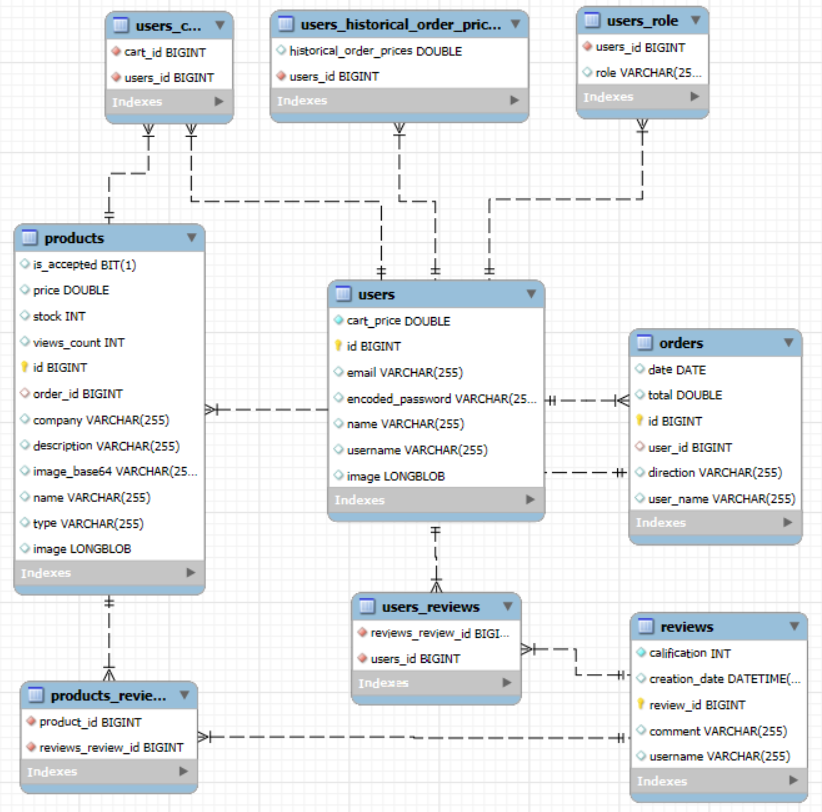 users_c...
cart_id BIGINT
users_id BIGINT
Indexes
users_historical_order_pric...
historical_order_prices DOUBLE
users_id BIGINT
Indexes
users_role
users_id BIGINT
role VARCHAR(25...
Indexes
products
is_accepted BIT(1)
price DOUBLE
stock INT
views_count INT
id BIGINT
order_id BIGINT
company VARCHAR(255)
description VARCHAR(255)
image_base64 VARCHAR(25...
name VARCHAR(255)
type VARCHAR(255)
image LONGBLOB
Indexes
users
cart_price DOUBLE
id BIGINT
email VARCHAR(255)
encoded_password VARCHAR(25...
name VARCHAR(255)
username VARCHAR(255)
image LONGBLOB
Indexes
orders
date DATE
total DOUBLE
id BIGINT
user_id BIGINT
direction VARCHAR(255)
user_name VARCHAR(255)
Indexes
users_reviews
reviews_review_id BIGI...
users_id BIGINT
Indexes
reviews
calification INT
creation_date DATETIME(...
review_id BIGINT
comment VARCHAR(255)
username VARCHAR(255)
Indexes
products_revie...
product_id BIGINT
reviews_review_id BIGINT
Indexes